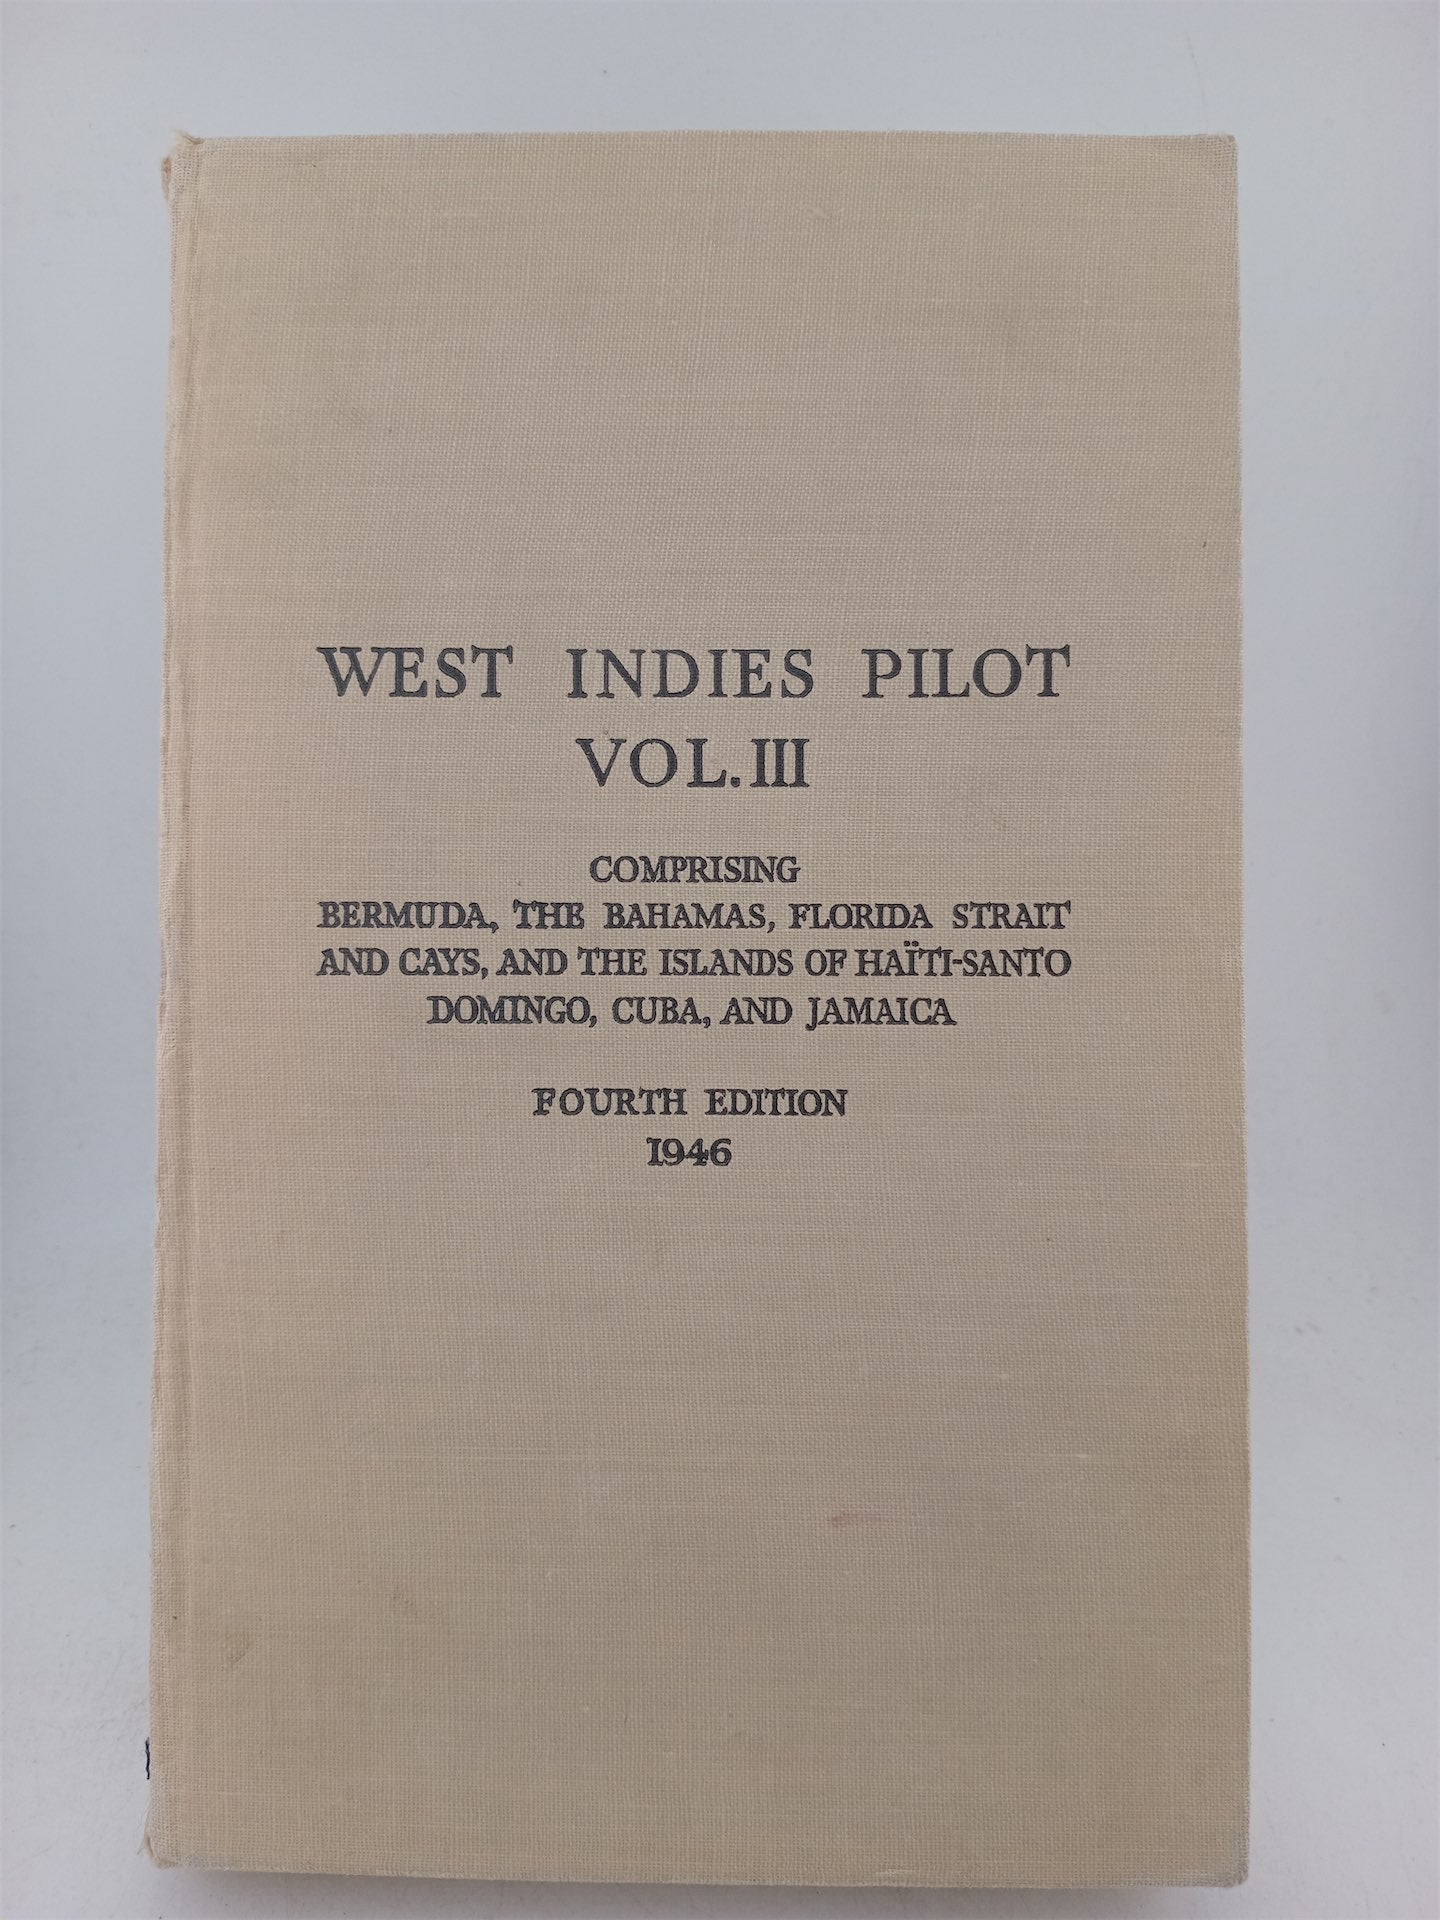 WEST INDIES PILOT
VOL. III
COMPRISING
BERMUDA, THE BAHAMAS, FLORIDA STRAIT
AND CAYS, AND THE ISLANDS OF HAÏTI-SANTO
DOMINGO, CUBA, AND JAMAICA
FOURTH EDITION
1946